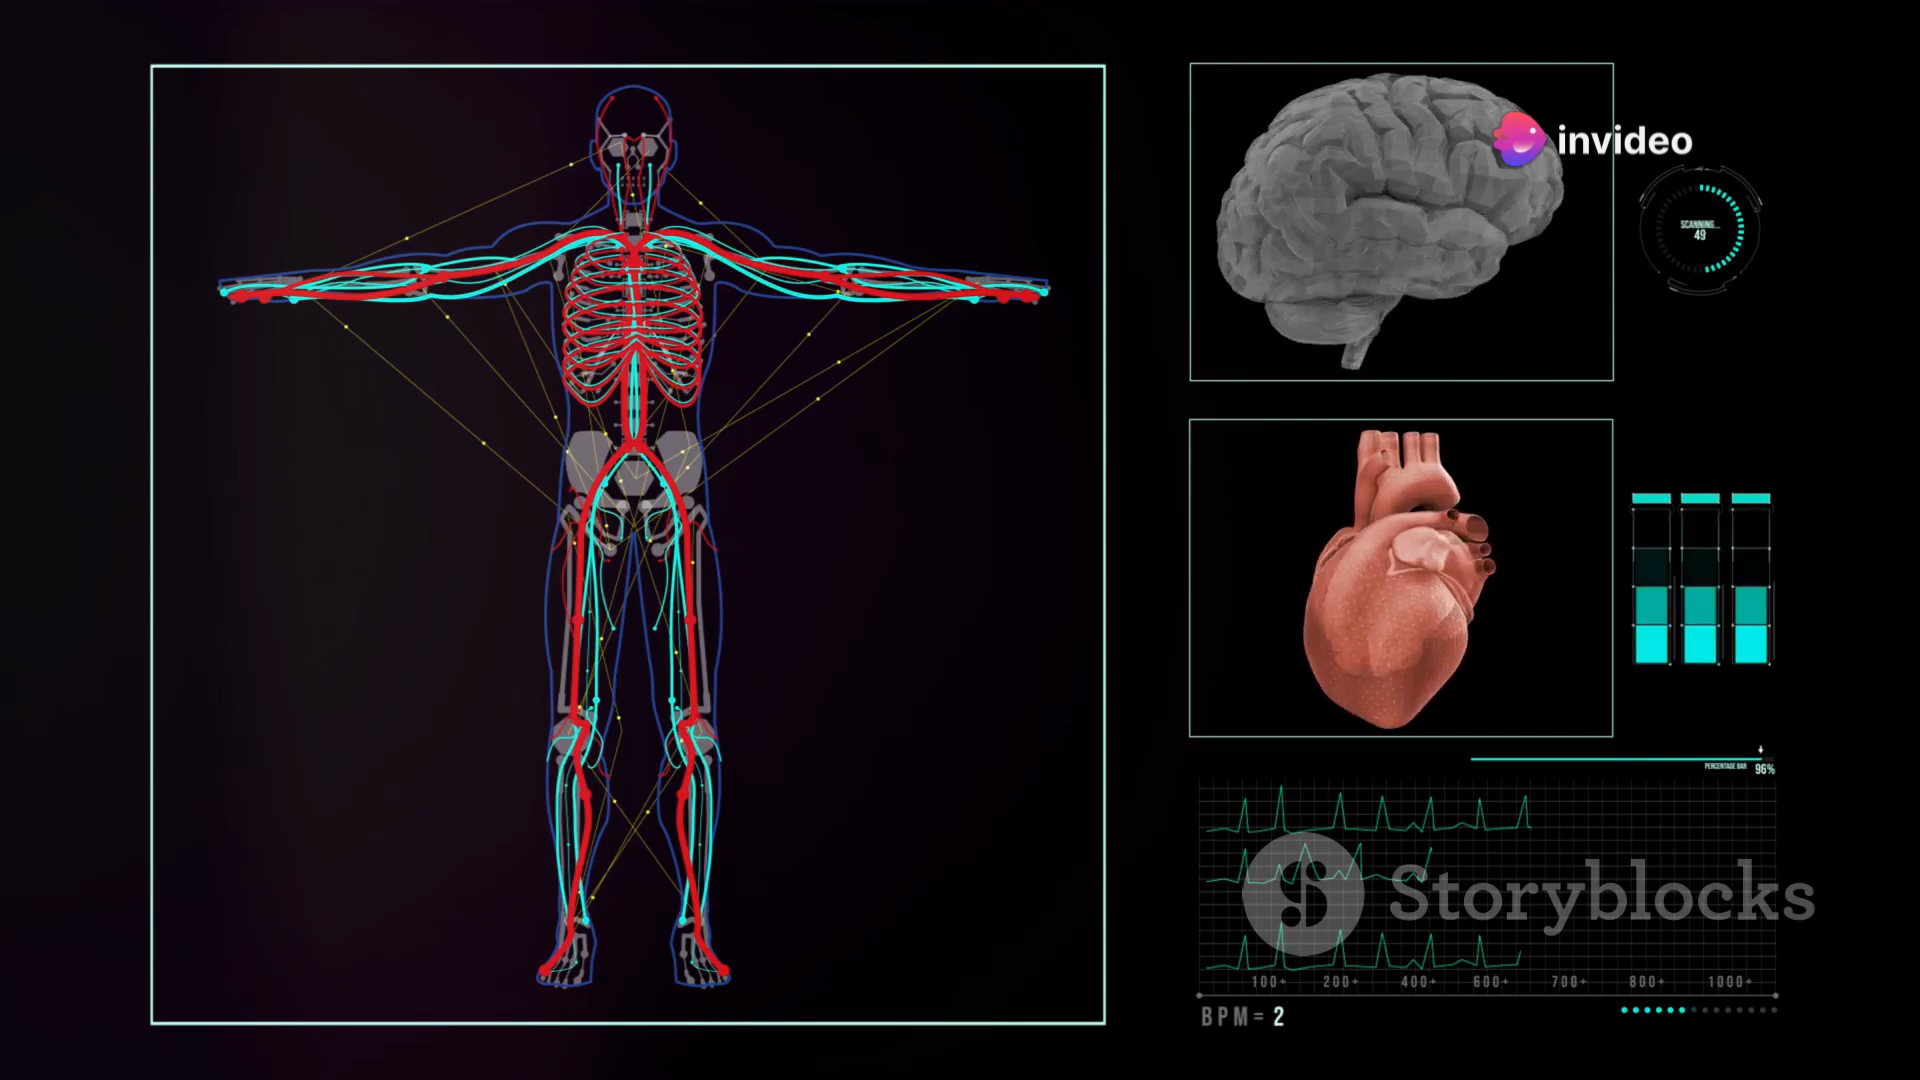 invideo
SCANNING...
49
PERCENTAGE BAR 96%
Storyblocks
100+ 200+ 400+ 600+ 700+ 800+ 1000+
BPM= 2